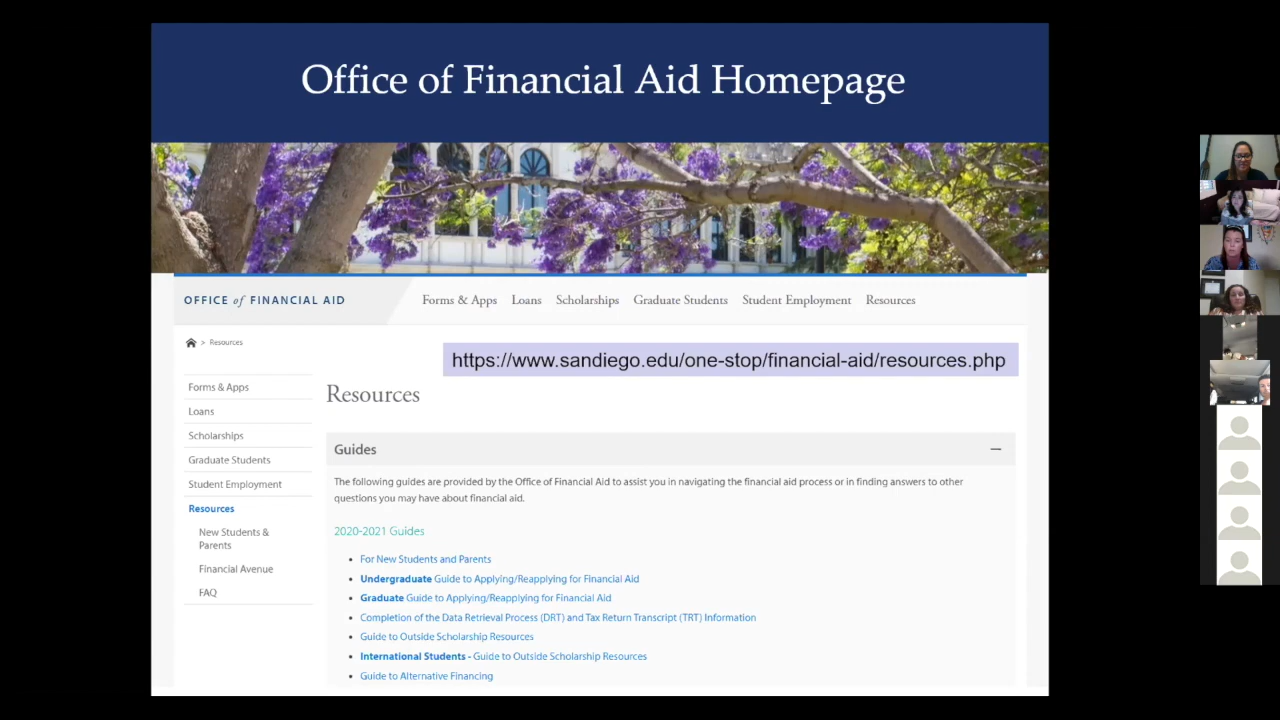 Office of Financial Aid Homepage
OFFICE of FINANCIAL AID
Forms & Apps Loans Scholarships Graduate Students Student Employment Resources
> Resources
https://www.sandiego.edu/one-stop/financial-aid/resources.php
Forms & Apps
Loans
Scholarships
Graduate Students
Student Employment
Resources
New Students &
Parents
Financial Avenue
FAQ
Resources
Guides
The following guides are provided by the Office of Financial Aid to assist you in navigating the financial aid process or in finding answers to other
questions you may have about financial aid.
2020-2021 Guides
For New Students and Parents
Undergraduate Guide to Applying/Reapplying for Financial Aid
Graduate Guide to Applying/Reapplying for Financial Aid
Completion of the Data Retrieval Process (DRT) and Tax Return Transcript (TRT) Information
Guide to Outside Scholarship Resources
International Students - Guide to Outside Scholarship Resources
Guide to Alternative Financing